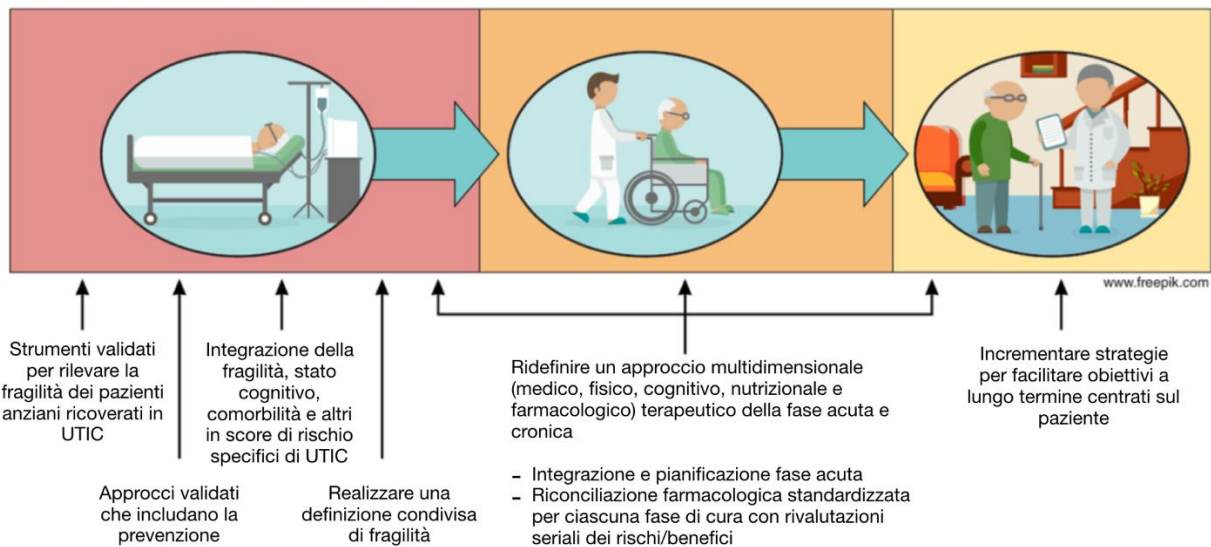 www.freepik.com
Strumenti validati
per rilevare la
fragilità dei pazienti
anziani ricoverati in
UTIC
Approcci validati
che includano la
prevenzione
Integrazione della
fragilità, stato
cognitivo,
comorbilità e altri
in score di rischio
specifici di UTIC
Realizzare una
definizione condivisa
di fragilità
Ridefinire un approccio multidimensionale
(medico, fisico, cognitivo, nutrizionale e
farmacologico) terapeutico della fase acuta e
cronica
- Integrazione e pianificazione fase acuta
- Riconciliazione farmacologica standardizzata
per ciascuna fase di cura con rivalutazioni
seriali dei rischi/benefici
Incrementare strategie
per facilitare obiettivi a
lungo termine centrati sul
paziente